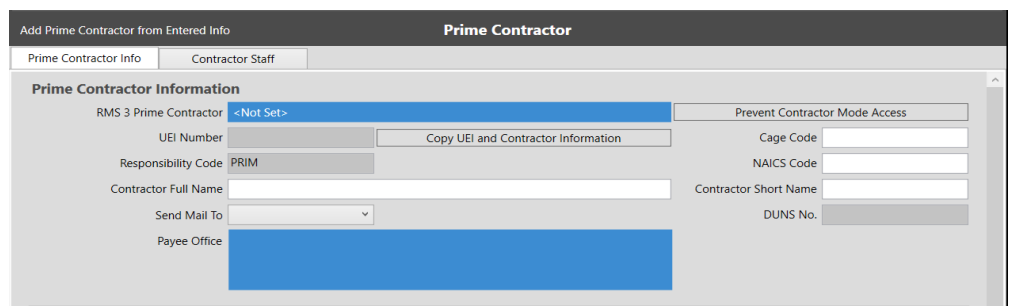 Add Prime Contractor from Entered Info Prime Contractor
Prime Contractor Info Contractor Staff
Prime Contractor Information
RMS 3 Prime Contractor <Not Set> Prevent Contractor Mode Access
UEI Number Copy UEI and Contractor Information Cage Code
Responsibility Code PRIM NAICS Code
Contractor Full Name Contractor Short Name
Send Mail To DUNS No.
Payee Office